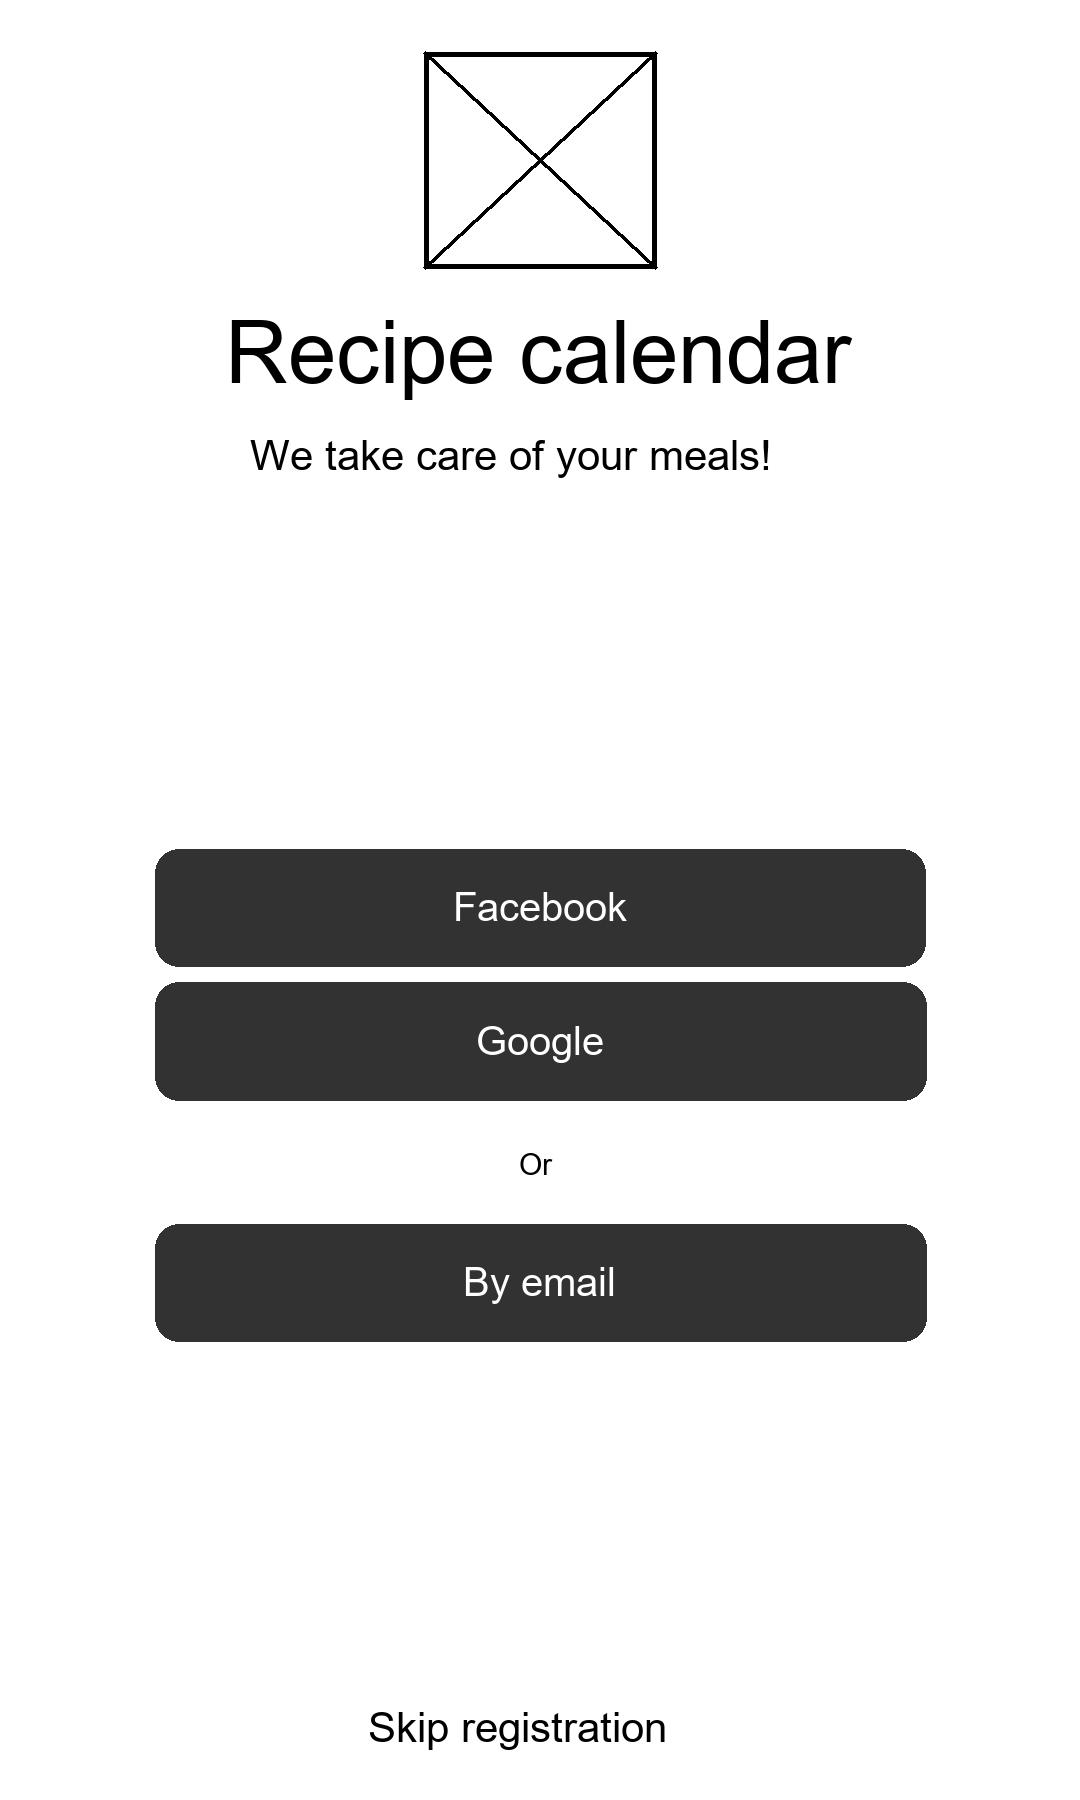 Recipe calendar
We take care of your meals!
Facebook
Google
Or
By email
Skip registration